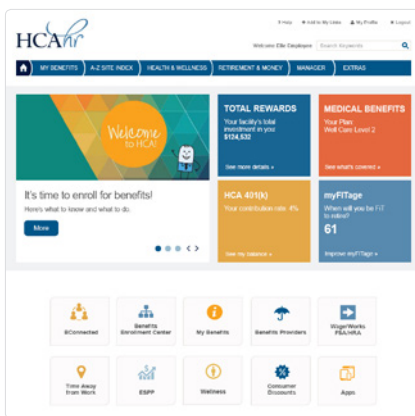 Help Add to My Links My Profile Logout
HCAhr
Welcome Elle Employee Search Keywords
MY BENEFITS A-Z SITE INDEX HEALTH & WELLNESS RETIREMENT & MONEY MANAGER EXTRAS
Welcome
to HCA!
It's time to enroll for benefits!
Here's what to know and what to do.
More
TOTAL REWARDS
Your facility's total
investment in you
$124,532
See more details »
MEDICAL BENEFITS
Your Plan:
Well Care Level 2
See what's covered »
HCA 401(k)
Your contribution rate: 4%
See my balance »
myFITage
When will you be FiT
to retire?
61
Improve myFITage »
BConnected
Benefits
Enrollment Center
My Benefits
Benefits Providers
WageWorks
FSA/HRA
Time Away
from Work
ESPP
Wellness
Consumer
Discounts
Apps